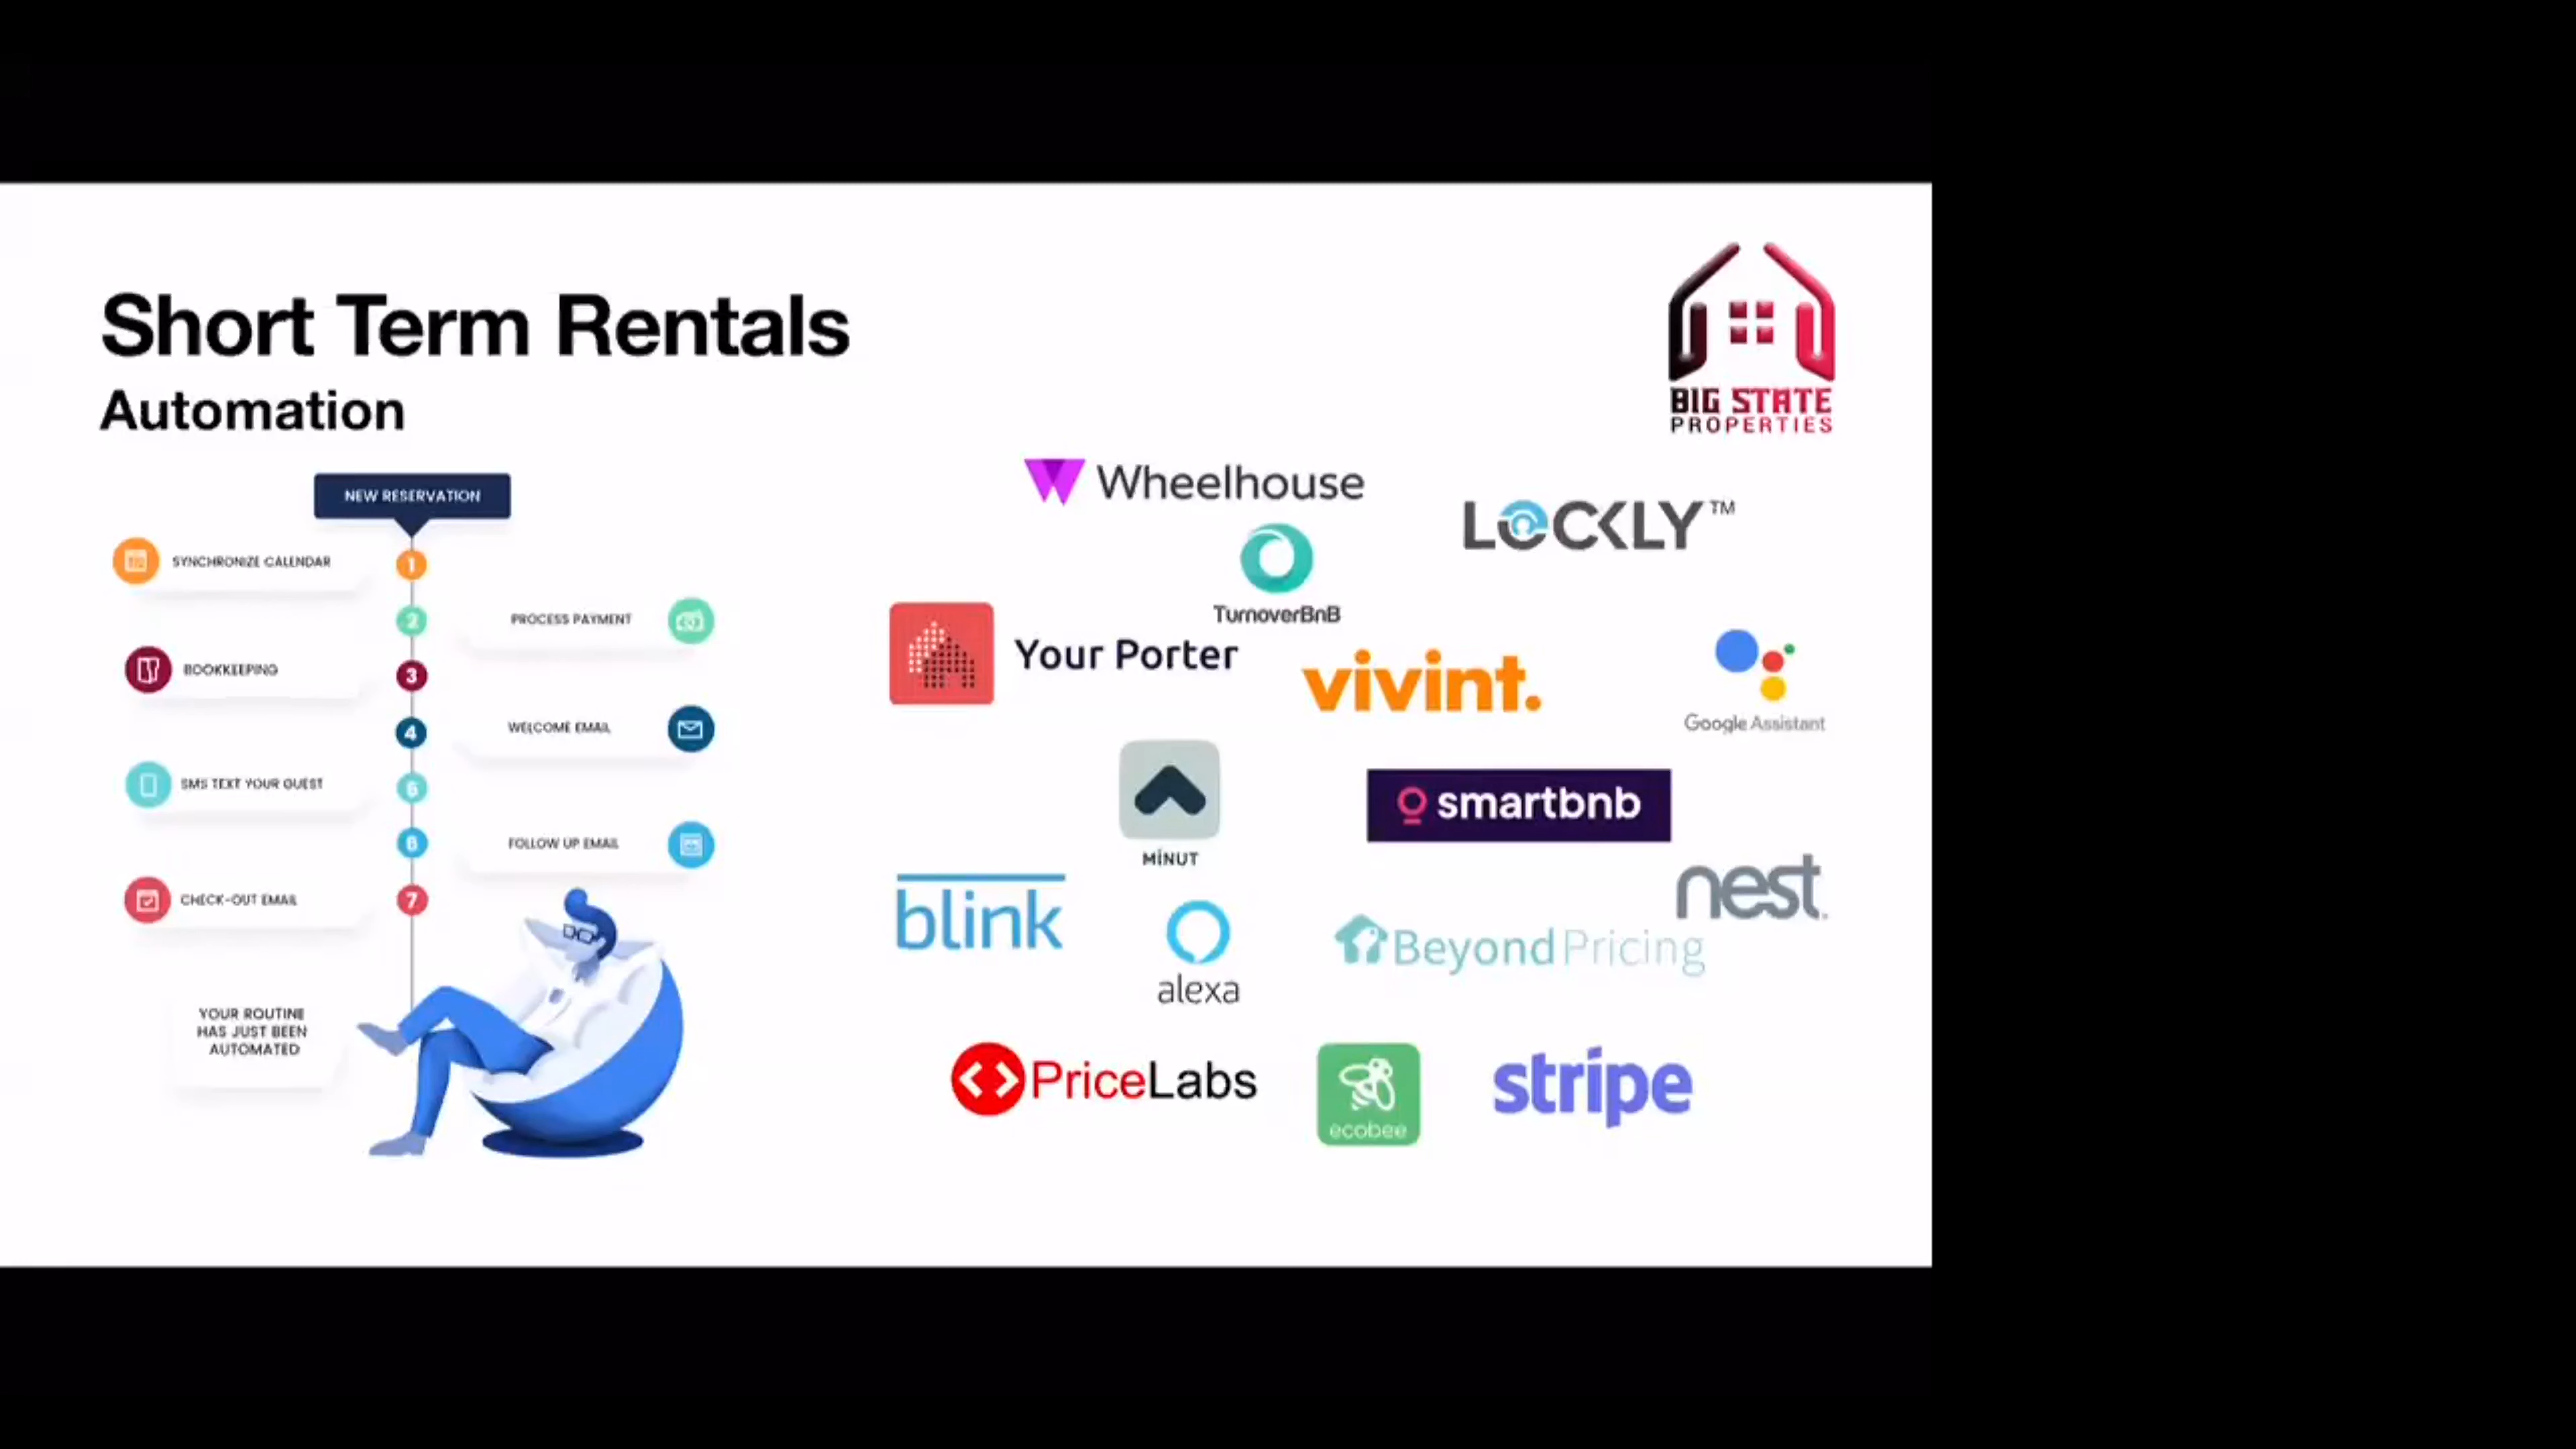 Short Term Rentals
Automation
BIG STATE
PROPERTIES
NEW RESERVATION
SYNCHRONIZE CALENDAR
1
2
PROCESS PAYMENT
BOOKKEEPING
3
4
WELCOME EMAIL
SMS TEXT YOUR GUEST
6
FOLLOW UP EMAIL
CHECK-OUT EMAIL
7
YOUR ROUTINE
HAS JUST BEEN
AUTOMATED
Wheelhouse
LOCKLY™
TurnoverBnB
Your Porter
vivint.
Google Assistant
MINUT
smartbnb
blink
alexa
nest
BeyondPricing
PriceLabs
ecobee
stripe